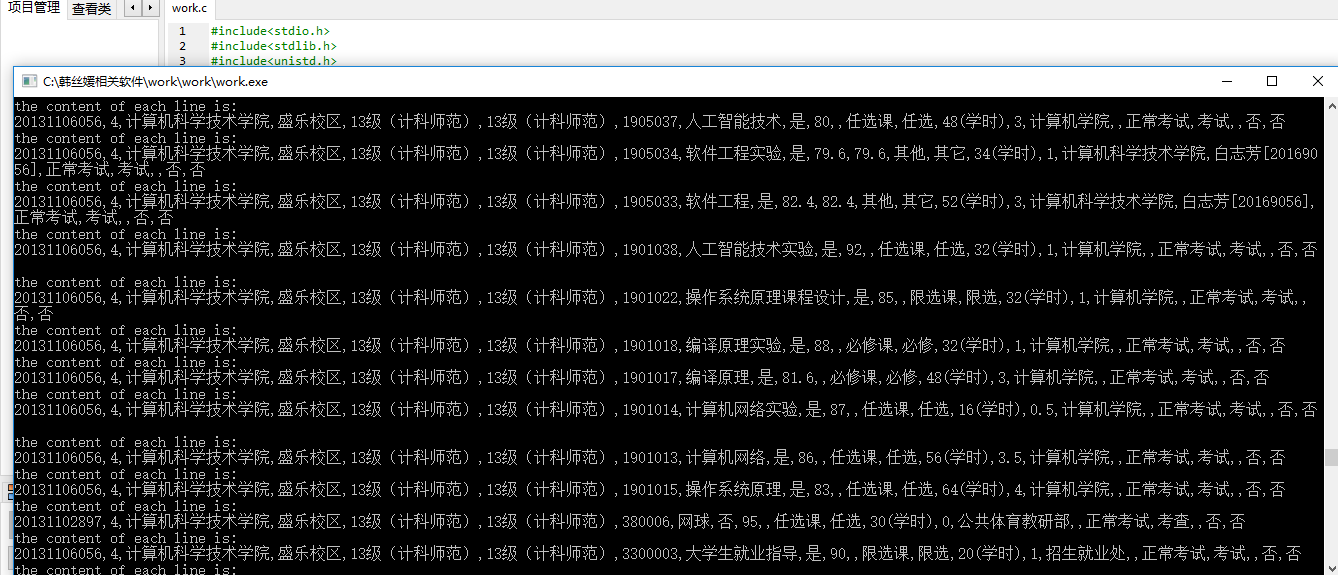 项目管理 查看类 work.c
1 #include<stdio.h>
2 #include<stdlib.h>
3 #include<unistd.h>
C:\韩丝媛相关软件\work\work\work.exe
the content of each line is:
20131106056,4,计算机科学技术学院,盛乐校区,13级（计科师范）,13级（计科师范）,1905037,人工智能技术,是,80,,任选课,任选,48(学时),3,计算机学院,,正常考试,考试,,否,否
the content of each line is:
20131106056,4,计算机科学技术学院,盛乐校区,13级（计科师范）,13级（计科师范）,1905034,软件工程实验,是,79.6,79.6,其他,其它,34(学时),1,计算机科学技术学院,白志芳[201690
56],正常考试,考试,,否,否
the content of each line is:
20131106056,4,计算机科学技术学院,盛乐校区,13级（计科师范）,13级（计科师范）,1905033,软件工程,是,82.4,82.4,其他,其它,52(学时),3,计算机科学技术学院,白志芳[20169056],
正常考试,考试,,否,否
the content of each line is:
20131106056,4,计算机科学技术学院,盛乐校区,13级（计科师范）,13级（计科师范）,1901038,人工智能技术实验,是,92,,任选课,任选,32(学时),1,计算机学院,,正常考试,考试,,否,否
the content of each line is:
20131106056,4,计算机科学技术学院,盛乐校区,13级（计科师范）,13级（计科师范）,1901022,操作系统原理课程设计,是,85,,限选课,限选,32(学时),1,计算机学院,,正常考试,考试,,
否,否
the content of each line is:
20131106056,4,计算机科学技术学院,盛乐校区,13级（计科师范）,13级（计科师范）,1901018,编译原理实验,是,88,,必修课,必修,32(学时),1,计算机学院,,正常考试,考试,,否,否
the content of each line is:
20131106056,4,计算机科学技术学院,盛乐校区,13级（计科师范）,13级（计科师范）,1901017,编译原理,是,81.6,,必修课,必修,48(学时),3,计算机学院,,正常考试,考试,,否,否
the content of each line is:
20131106056,4,计算机科学技术学院,盛乐校区,13级（计科师范）,13级（计科师范）,1901014,计算机网络实验,是,87,,任选课,任选,16(学时),0.5,计算机学院,,正常考试,考试,,否,否
the content of each line is:
20131106056,4,计算机科学技术学院,盛乐校区,13级（计科师范）,13级（计科师范）,1901013,计算机网络,是,86,,任选课,任选,56(学时),3.5,计算机学院,,正常考试,考试,,否,否
the content of each line is:
20131106056,4,计算机科学技术学院,盛乐校区,13级（计科师范）,13级（计科师范）,1901015,操作系统原理,是,83,,任选课,任选,64(学时),4,计算机学院,,正常考试,考试,,否,否
the content of each line is:
20131102897,4,计算机科学技术学院,盛乐校区,13级（计科师范）,13级（计科师范）,380006,网球,否,95,,任选课,任选,30(学时),0,公共体育教研部,,正常考试,考查,,否,否
the content of each line is:
20131106056,4,计算机科学技术学院,盛乐校区,13级（计科师范）,13级（计科师范）,3300003,大学生就业指导,是,90,,限选课,限选,20(学时),1,招生就业处,,正常考试,考试,,否,否
the content of each line is: